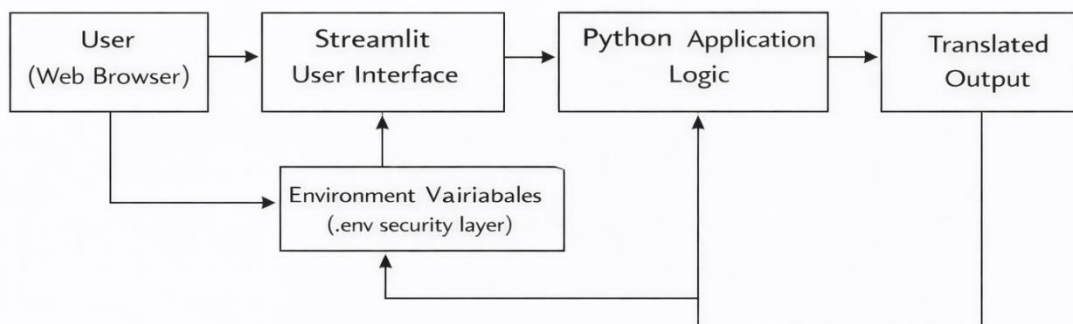 User
(Web Browser)
Streamlit
User Interface
Python Application
Logic
Translated
Output
Environment Vairiabales
(.env security layer)